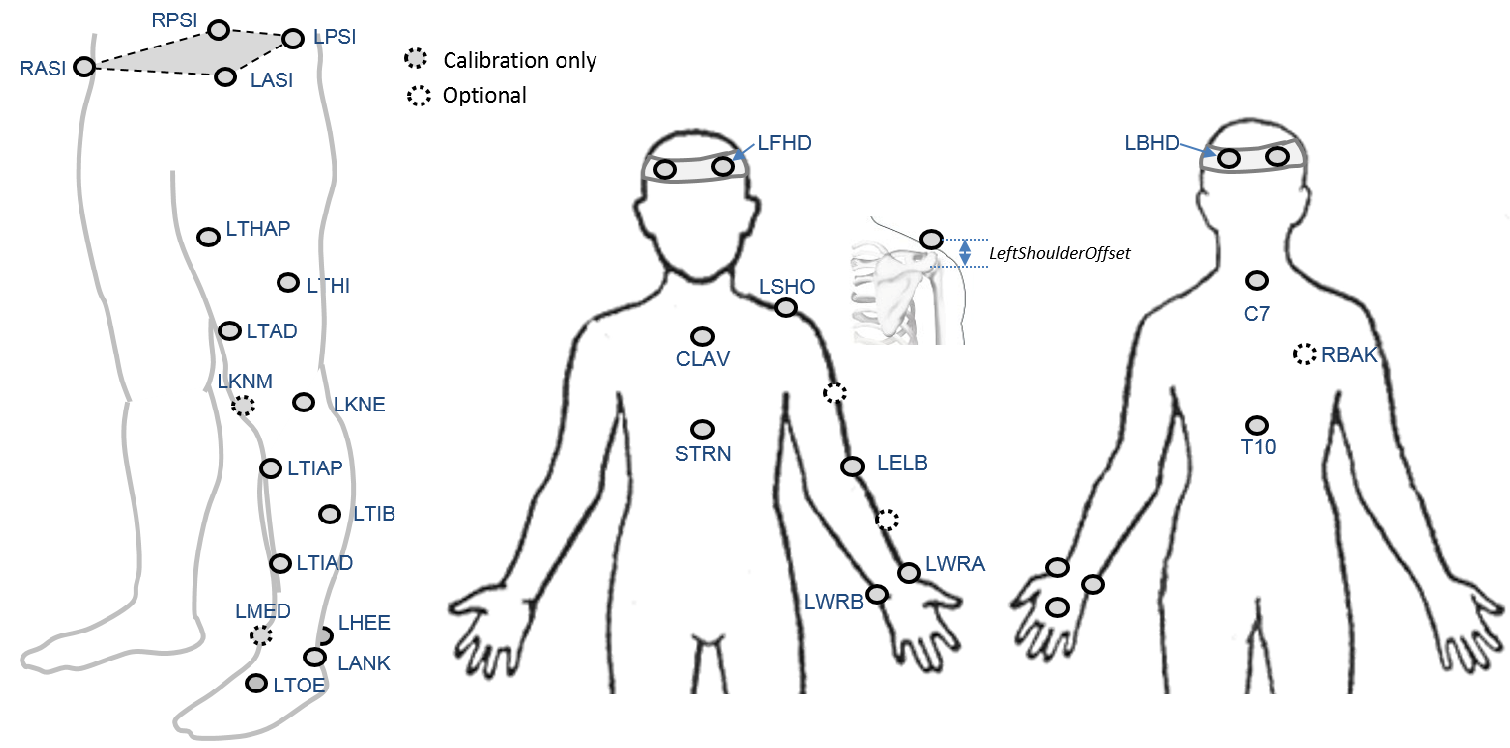 RPSI
LPSI
RASI
LASI
Calibration only
Optional
LTHAP
LTHI
LTAD
LKNM
LKNE
LTIAP
LTIB
LTIAD
LMED
LHEE
LANK
LTOE
LFHD
LSHO
CLAV
STRN
LELB
LWRA
LWRB
LeftShoulderOffset
LBHD
C7
RBAK
T10